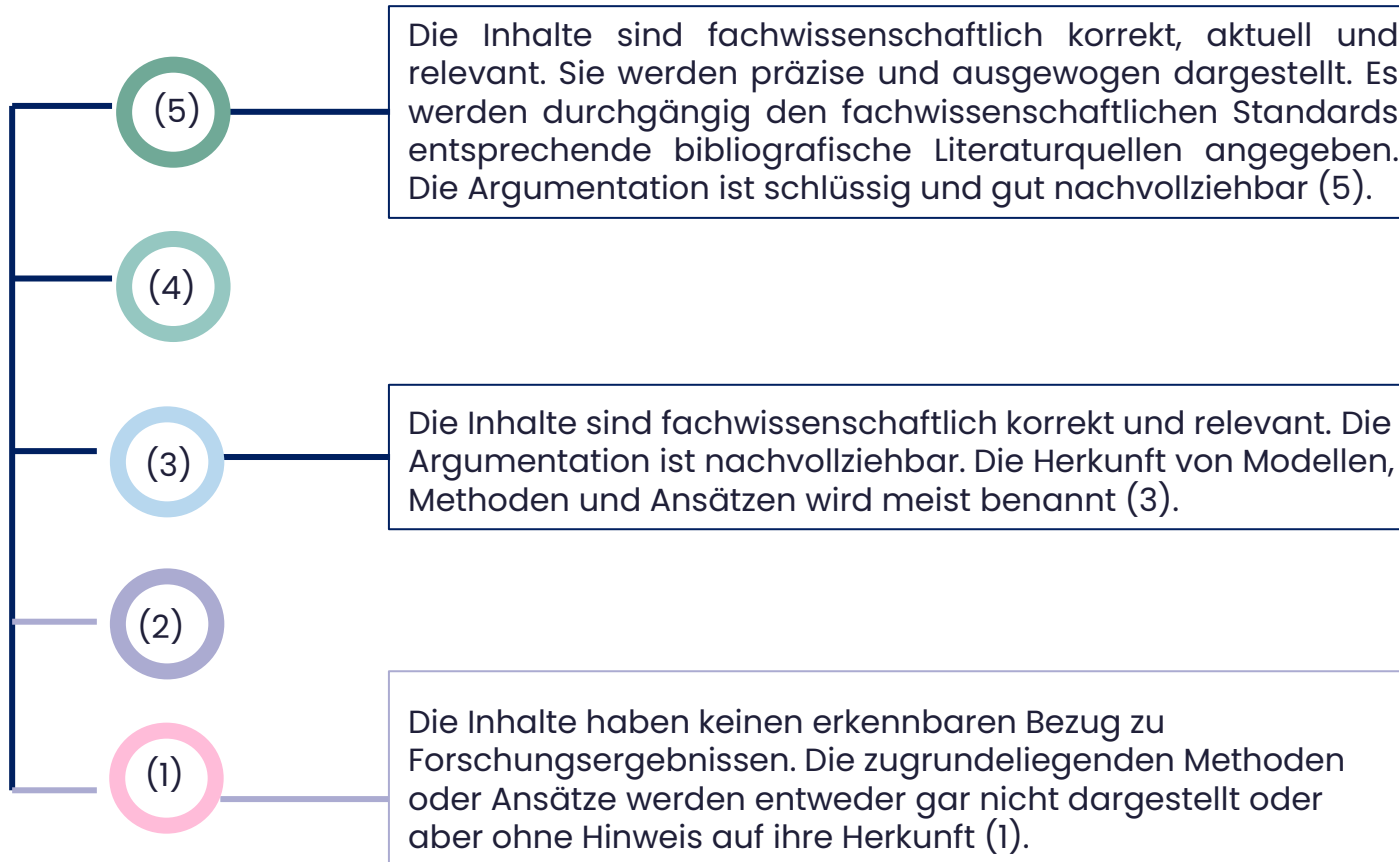 (5)
Die Inhalte sind fachwissenschaftlich korrekt, aktuell und
relevant. Sie werden präzise und ausgewogen dargestellt. Es
werden durchgängig den fachwissenschaftlichen Standards
entsprechende bibliografische Literaturquellen angegeben.
Die Argumentation ist schlüssig und gut nachvollziehbar (5).
(4)
(3)
Die Inhalte sind fachwissenschaftlich korrekt und relevant. Die
Argumentation ist nachvollziehbar. Die Herkunft von Modellen,
Methoden und Ansätzen wird meist benannt (3).
(2)
(1)
Die Inhalte haben keinen erkennbaren Bezug zu
Forschungsergebnissen. Die zugrundeliegenden Methoden
oder Ansätze werden entweder gar nicht dargestellt oder
aber ohne Hinweis auf ihre Herkunft (1).